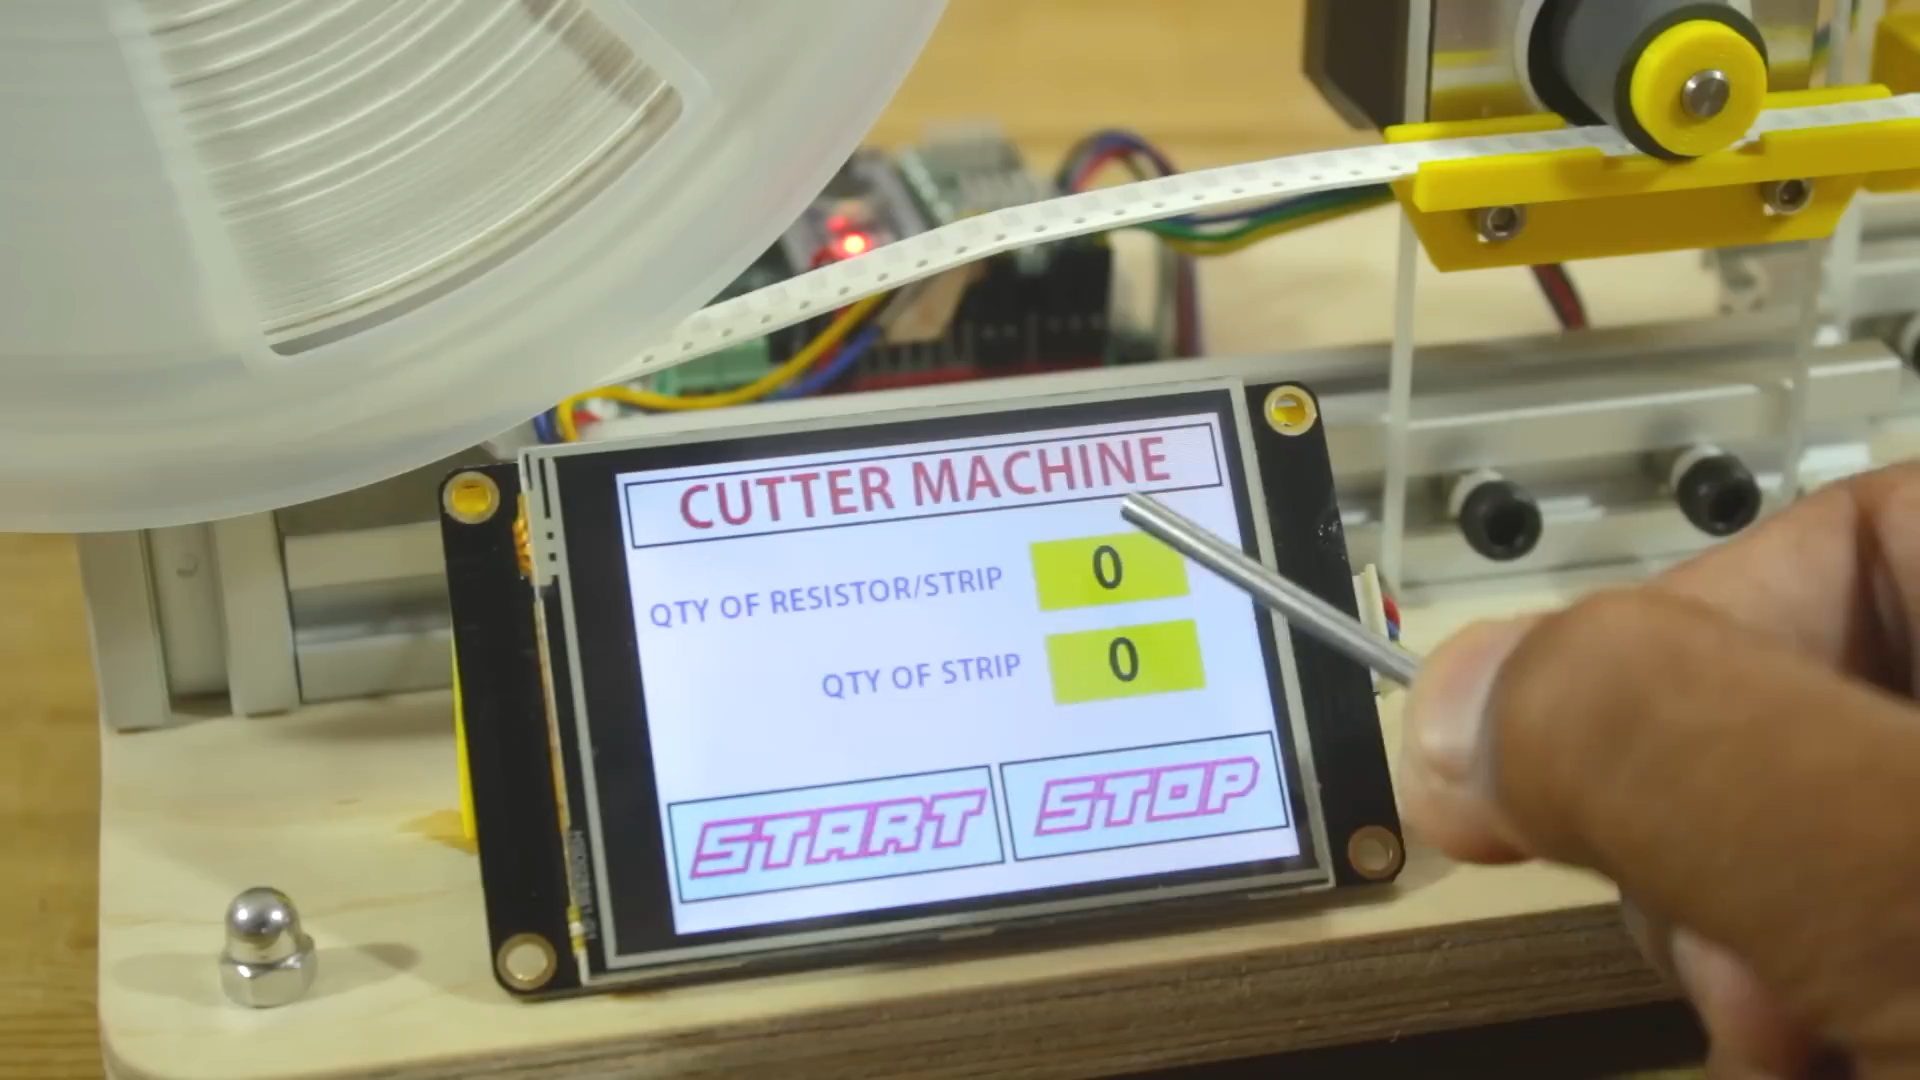 CUTTER MACHINE
QTY OF RESISTOR/STRIP 0
QTY OF STRIP 0
START STOP